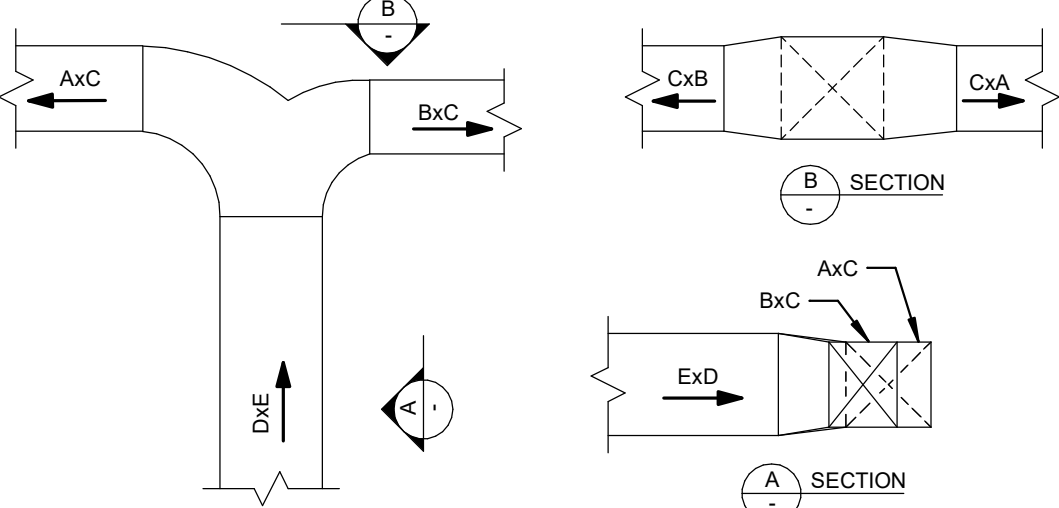 B
-
AxC
BxC
DxE
A
-
CxB
CxA
B
-
SECTION
AxC
BxC
ExD
A
-
SECTION